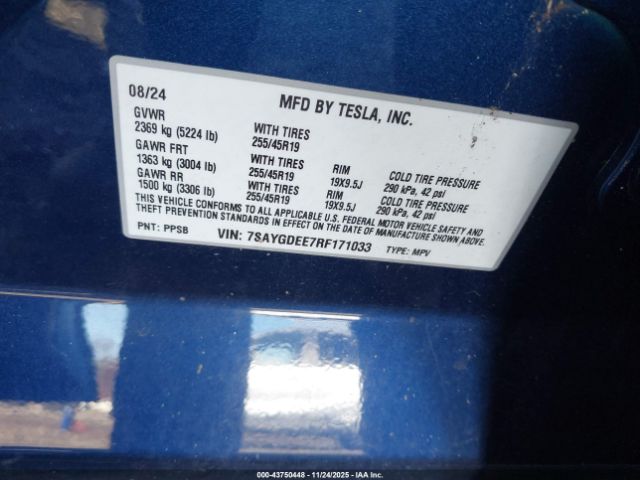 08/24 MFD BY TESLA, INC.
GVWR
2369 kg (5224 lb) WITH TIRES 255/45R19
GAWR FRT
1363 kg (3004 lb) WITH TIRES 255/45R19 RIM 19X9.5J COLD TIRE PRESSURE 290 kPa, 42 psi
GAWR RR
1500 kg (3306 lb) WITH TIRES 255/45R19 RIM 19X9.5J COLD TIRE PRESSURE 290 kPa, 42 psi
THIS VEHICLE CONFORMS TO ALL APPLICABLE U.S. FEDERAL MOTOR VEHICLE SAFETY AND
THEFT PREVENTION STANDARDS IN EFFECT ON THE DATE OF MANUFACTURE SHOWN ABOVE.
PNT: PPSB VIN: 7SAYGDEE7RF171033 TYPE: MPV
000-43750448 - 11/24/2025 - IAA Inc.